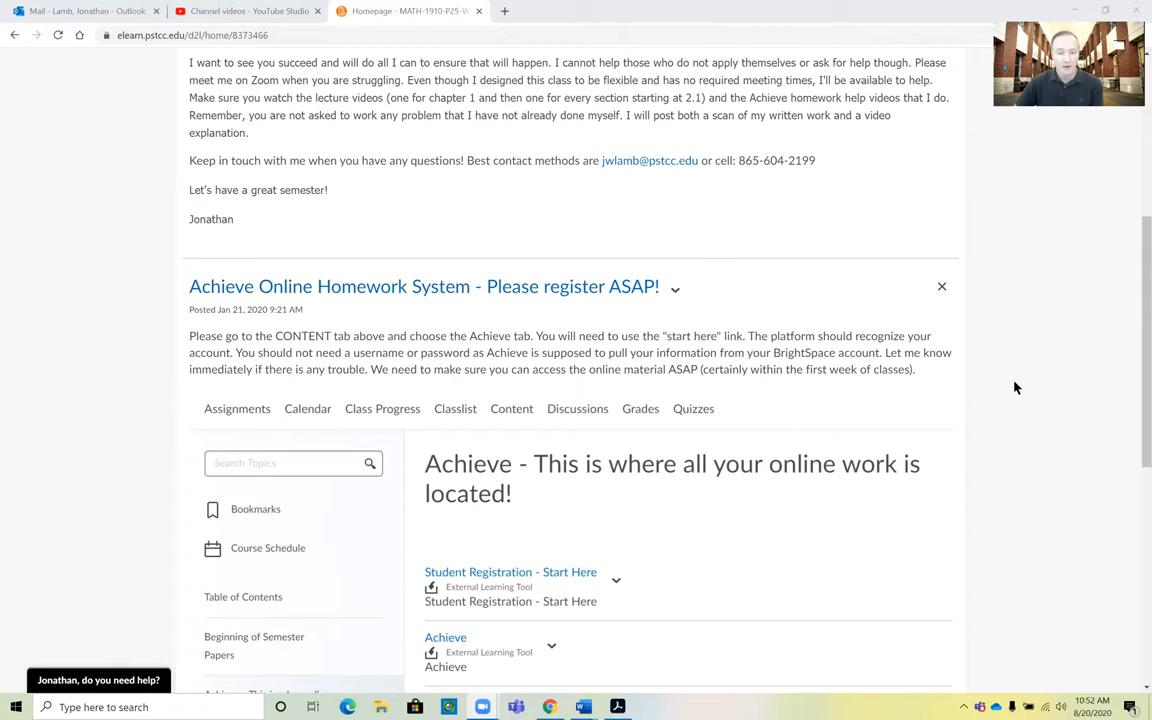 Mail - Lamb, Jonathan - Outlook
Channel videos - YouTube Studio
Homepage - MATH-1910-P25-W
elearn.pstcc.edu/d2l/home/8373466
I want to see you succeed and will do all I can to ensure that will happen. I cannot help those who do not apply themselves or ask for help though. Please
meet me on Zoom when you are struggling. Even though I designed this class to be flexible and has no required meeting times, I'll be available to help.
Make sure you watch the lecture videos (one for chapter 1 and then one for every section starting at 2.1) and the Achieve homework help videos that I do.
Remember, you are not asked to work any problem that I have not already done myself. I will post both a scan of my written work and a video
explanation.
Keep in touch with me when you have any questions! Best contact methods are jwlamb@pstcc.edu or cell: 865-604-2199
Let's have a great semester!
Jonathan
Achieve Online Homework System - Please register ASAP!
Posted Jan 21, 2020 9:21 AM
Please go to the CONTENT tab above and choose the Achieve tab. You will need to use the "start here" link. The platform should recognize your
account. You should not need a username or password as Achieve is supposed to pull your information from your BrightSpace account. Let me know
immediately if there is any trouble. We need to make sure you can access the online material ASAP (certainly within the first week of classes).
Assignments Calendar Class Progress Classlist Content Discussions Grades Quizzes
Search Topics
Bookmarks
Course Schedule
Table of Contents
Beginning of Semester
Papers
Achieve - This is where all your online work is
located!
Student Registration - Start Here
External Learning Tool
Student Registration - Start Here
Achieve
External Learning Tool
Achieve
Jonathan, do you need help?
Type here to search
10:52 AM
8/20/2020